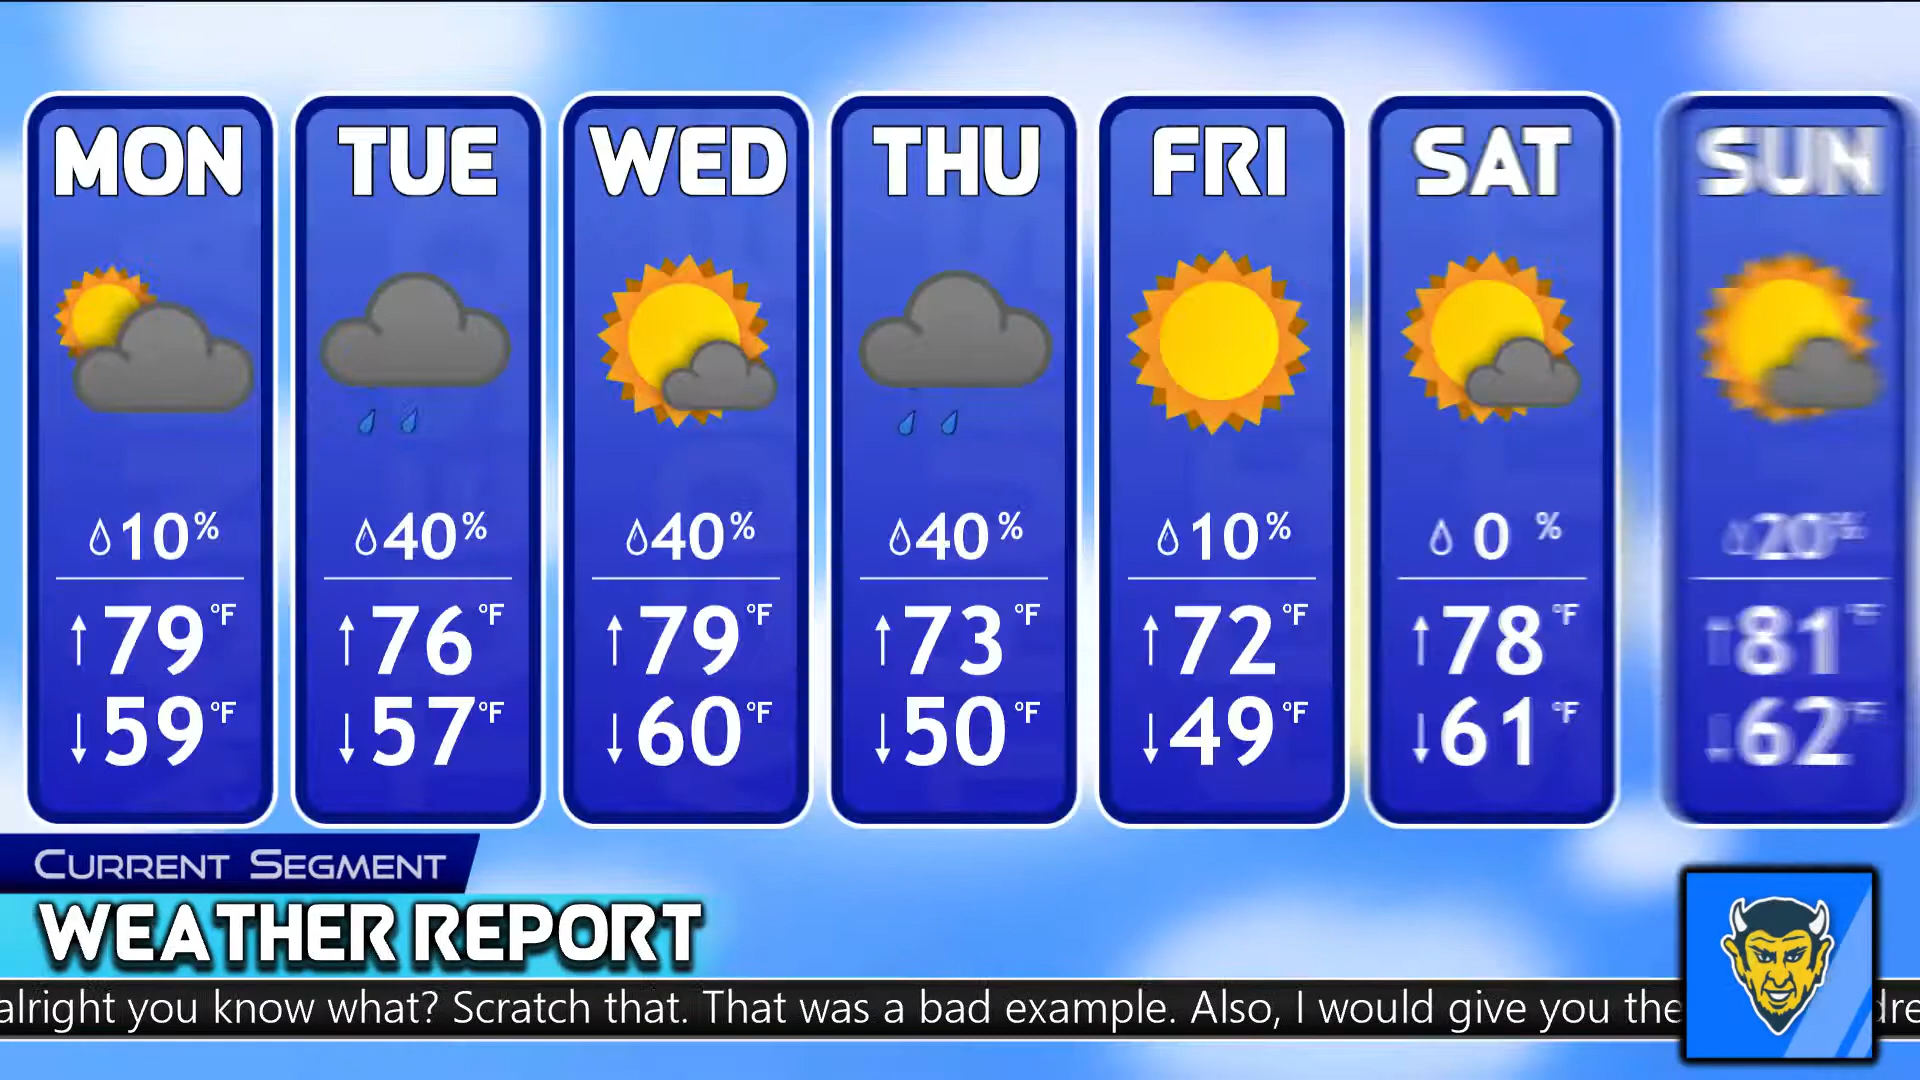 MON
10%
↑79°F
↓59°F
TUE
40%
↑76°F
↓57°F
WED
40%
↑79°F
↓60°F
THU
40%
↑73°F
↓50°F
FRI
10%
↑72°F
↓49°F
SAT
0 %
↑78°F
↓61°F
SUN
20%
↑81°F
↓62°F
CURRENT SEGMENT
WEATHER REPORT
alright you know what? Scratch that. That was a bad example. Also, I would give you the